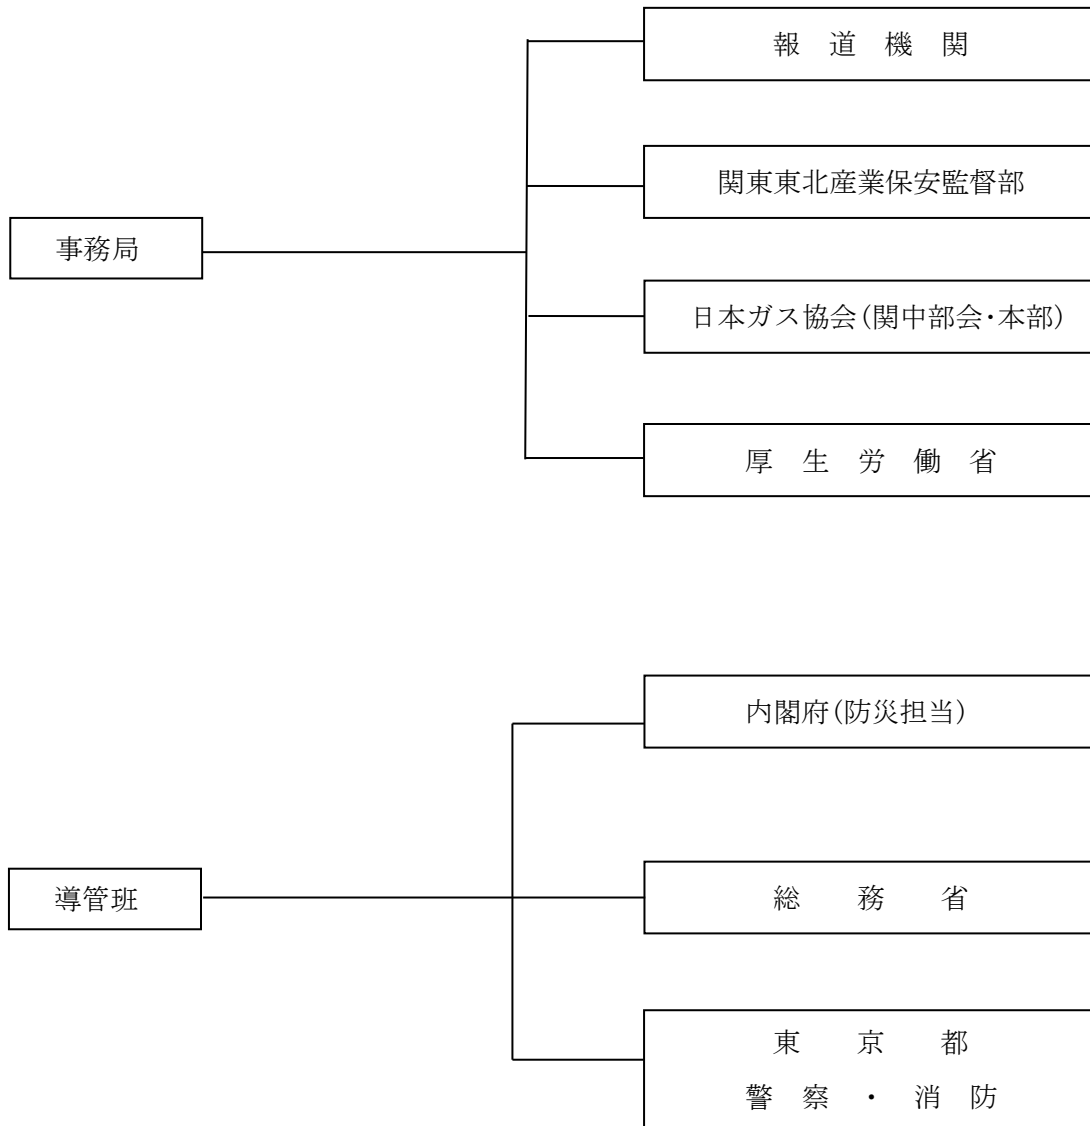 報道機関
関東東北産業保安監督部
事務局
日本ガス協会(関中部会・本部)
厚生労働省
内閣府(防災担当)
導管班
総務省
東京都
警察・消防